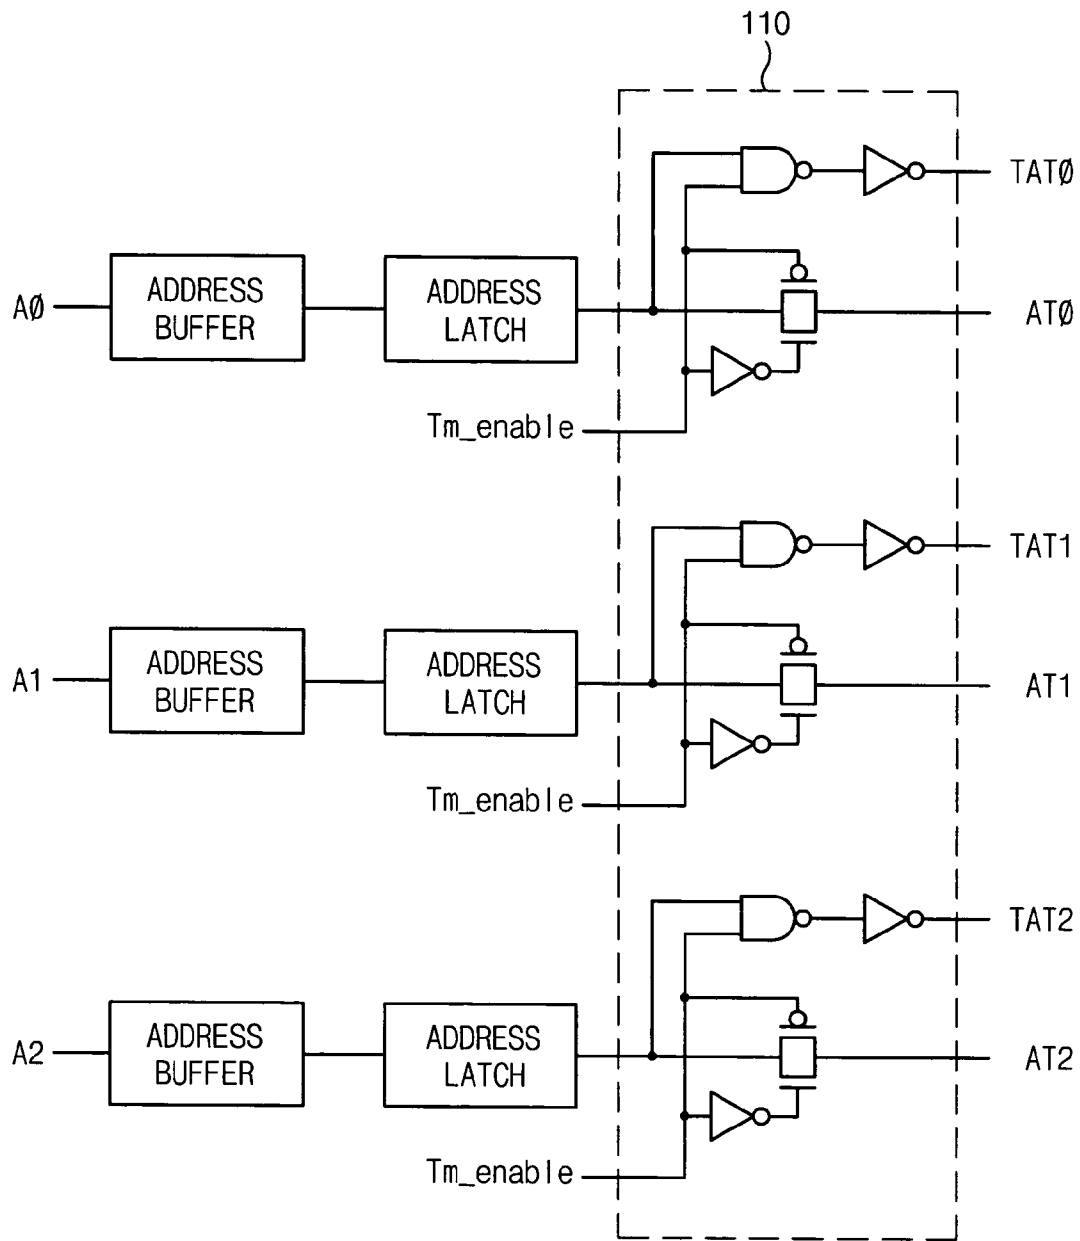 110
TATØ
AØ
ADDRESS
BUFFER
ADDRESS
LATCH
ATØ
Tm_enable
TAT1
A1
ADDRESS
BUFFER
ADDRESS
LATCH
AT1
Tm_enable
TAT2
A2
ADDRESS
BUFFER
ADDRESS
LATCH
AT2
Tm_enable